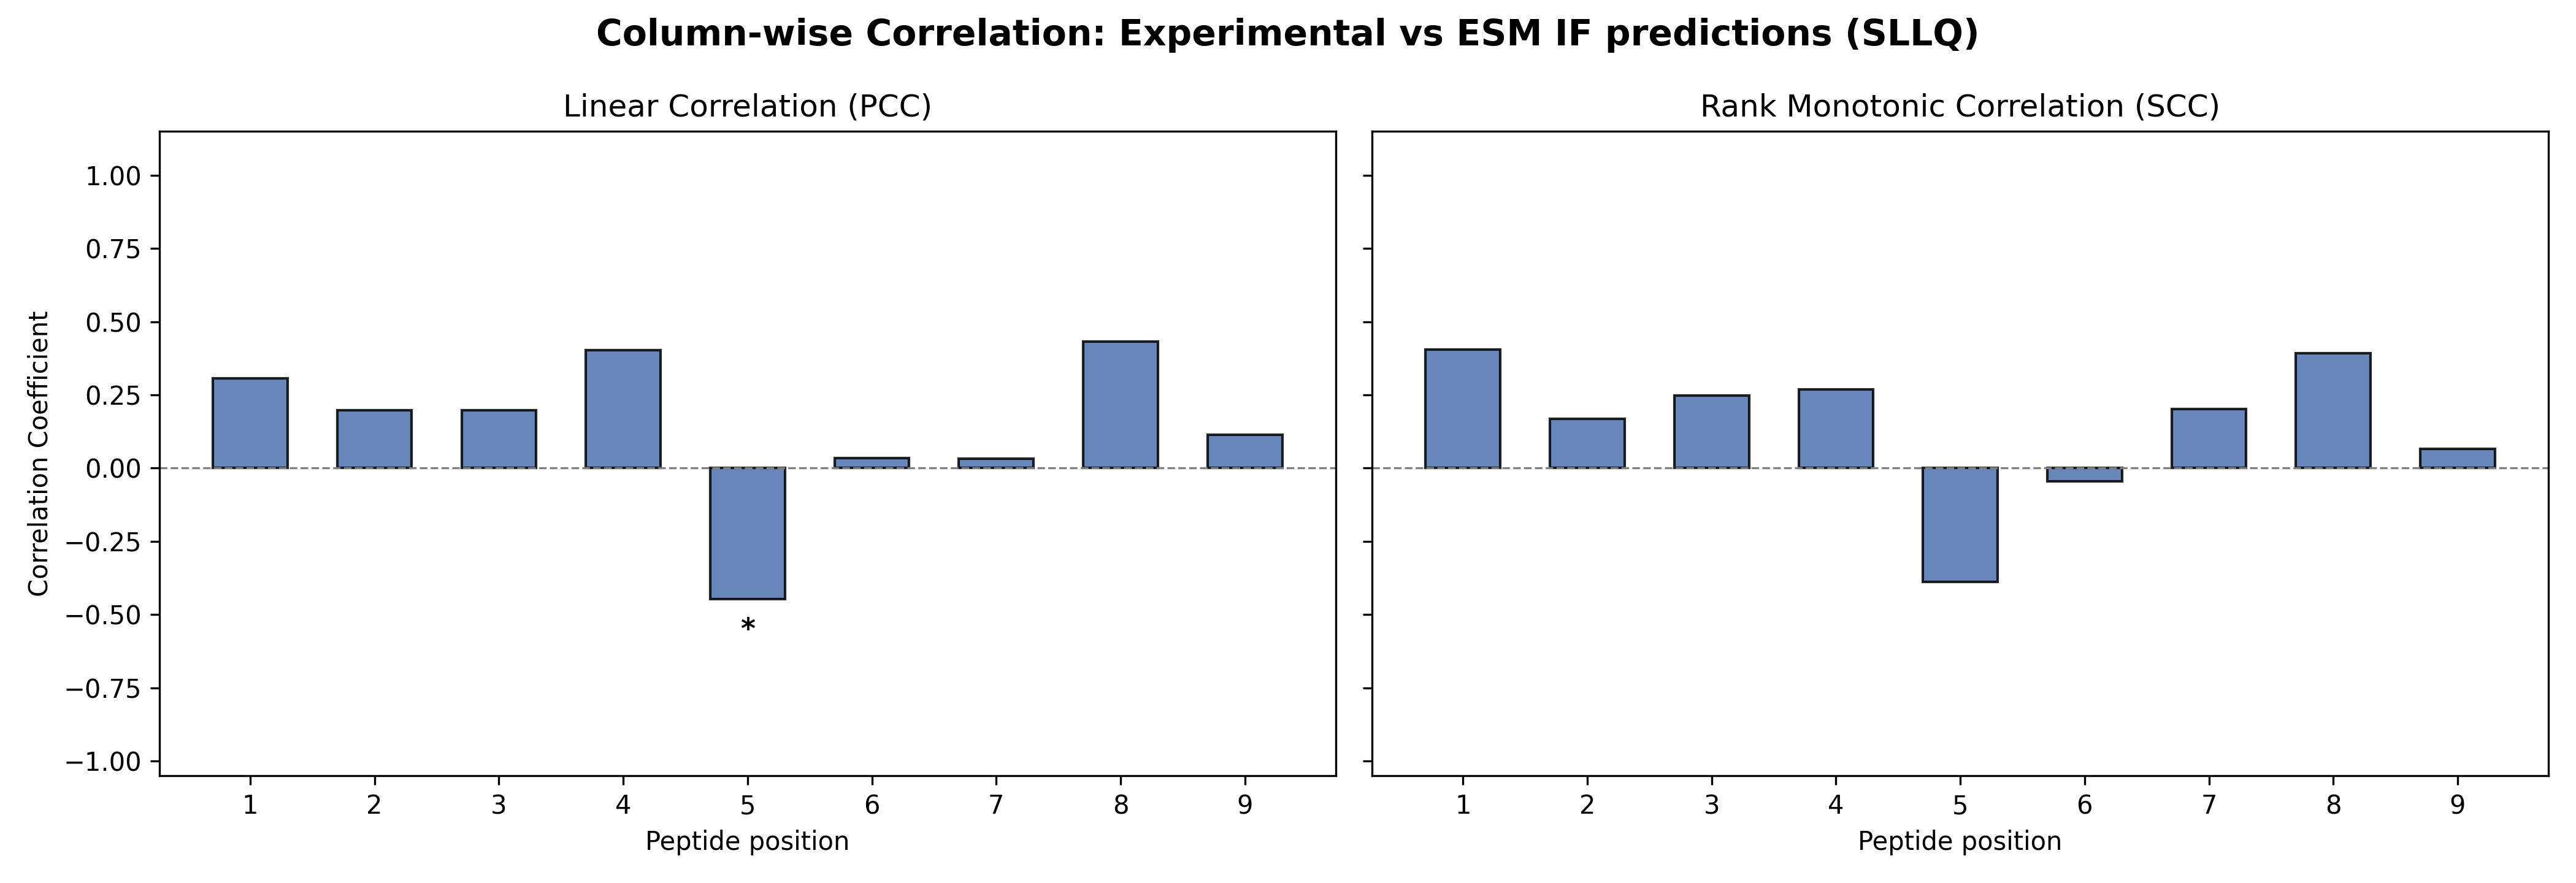 Column-wise Correlation: Experimental vs ESM IF predictions (SLLQ)
Linear Correlation (PCC)
Rank Monotonic Correlation (SCC)
Correlation Coefficient
1.00
0.75
0.50
0.25
0.00
−0.25
−0.50
−0.75
−1.00
*
1 2 3 4 5 6 7 8 9
Peptide position
1 2 3 4 5 6 7 8 9
Peptide position